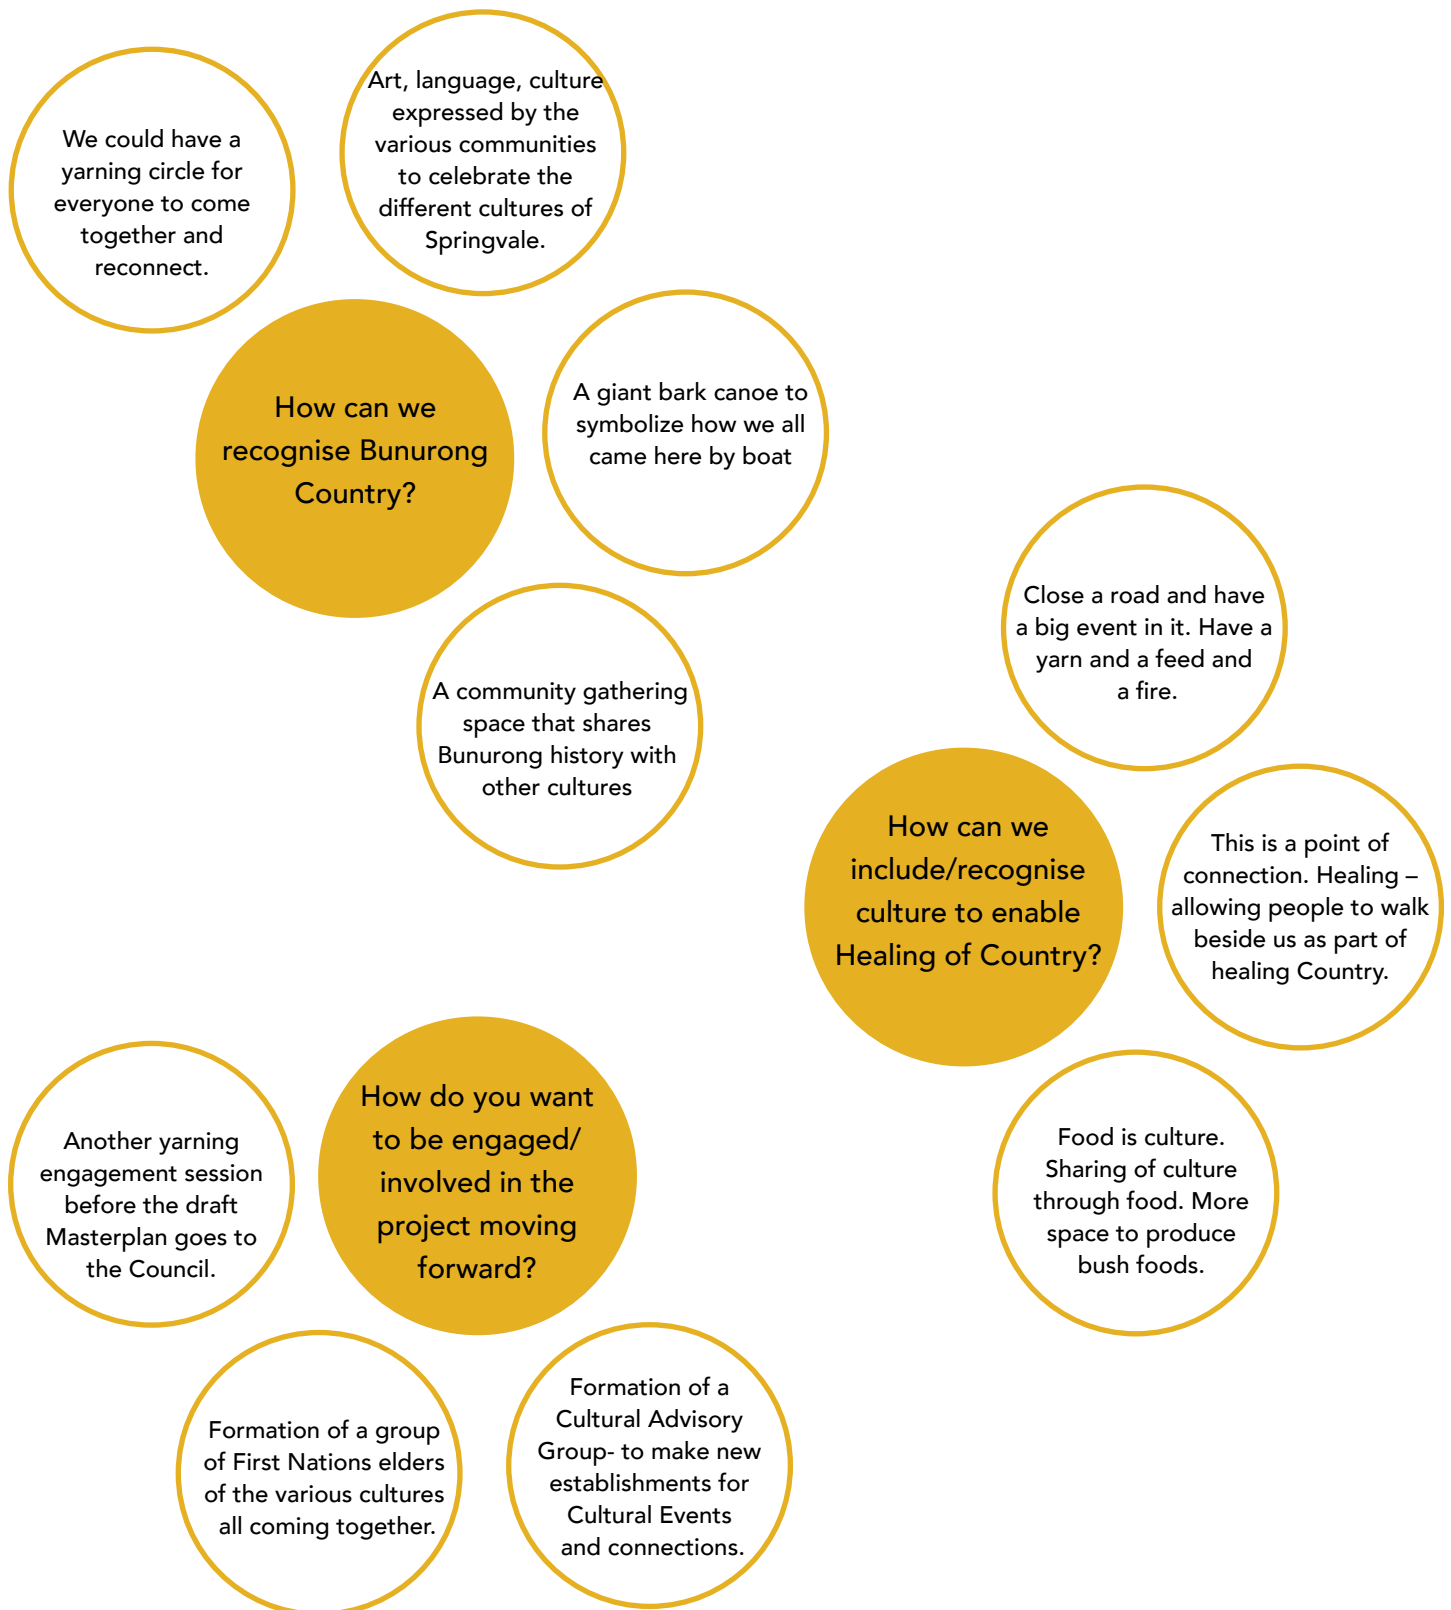 We could have a
yarning circle for
everyone to come
together and
reconnect.
Art, language, culture
expressed by the
various communities
to celebrate the
different cultures of
Springvale.
How can we
recognise Bunurong
Country?
A giant bark canoe to
symbolize how we all
came here by boat
A community gathering
space that shares
Bunurong history with
other cultures
Close a road and have
a big event in it. Have a
yarn and a feed and
a fire.
How can we
include/recognise
culture to enable
Healing of Country?
This is a point of
connection. Healing –
allowing people to walk
beside us as part of
healing Country.
Food is culture.
Sharing of culture
through food. More
space to produce
bush foods.
How do you want
to be engaged/
involved in the
project moving
forward?
Another yarning
engagement session
before the draft
Masterplan goes to
the Council.
Formation of a group
of First Nations elders
of the various cultures
all coming together.
Formation of a
Cultural Advisory
Group- to make new
establishments for
Cultural Events
and connections.